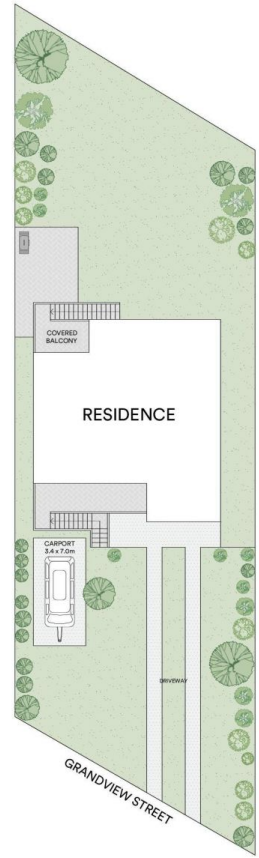 COVERED
BALCONY
RESIDENCE
CARPORT
3.4 x 7.0m
DRIVEWAY
GRANDVIEW STREET